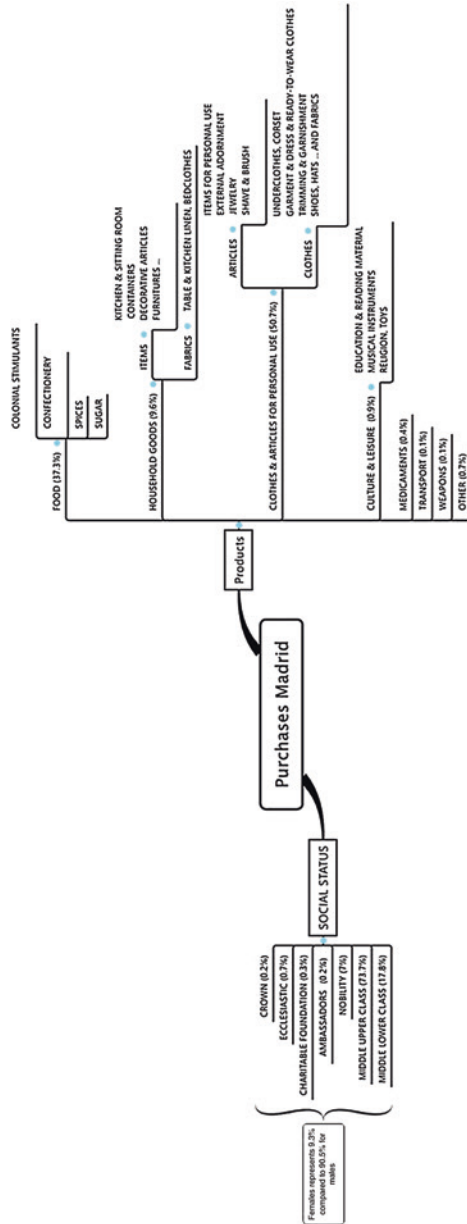 Purchases Madrid
Products
FOOD (37.3%)
COLONIAL STIMULANTS
CONFECTIONERY
SPICES
SUGAR
HOUSEHOLD GOODS (9.6%)
ITEMS
KITCHEN & SITTING ROOM
CONTAINERS
DECORATIVE ARTICLES
FURNITURES ...
FABRICS
TABLE & KITCHEN LINEN, BEDCLOTHES
CLOTHES & ARTICLES FOR PERSONAL USE (50.7%)
ARTICLES
ITEMS FOR PERSONAL USE
EXTERNAL ADORNMENT
JEWELRY
SHAVE & BRUSH
CLOTHES
UNDERCLOTHES, CORSET
GARMENT & DRESS & READY-TO-WEAR CLOTHES
TRIMMING & GARNISHMENT
SHOES, HATS ... AND FABRICS
CULTURE & LEISURE (0.9%)
EDUCATION & READING MATERIAL
MUSICAL INSTRUMENTS
RELIGION, TOYS
MEDICAMENTS (0.4%)
TRANSPORT (0.1%)
WEAPONS (0.1%)
OTHER (0.7%)
SOCIAL STATUS
CROWN (0.2%)
ECCLESIASTIC (0.7%)
CHARITABLE FOUNDATION (0.3%)
AMBASSADORS (0.2%)
NOBILITY (7%)
MIDDLE UPPER CLASS (73.7%)
MIDDLE LOWER CLASS (17.8%)
Females represents 9.3%
compared to 90.5% for
males